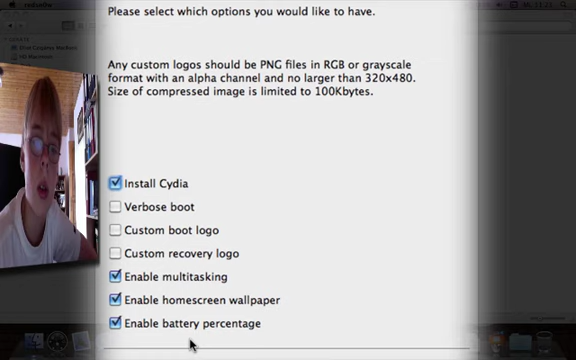 redsn0w
Please select which options you would like to have.
Any custom logos should be PNG files in RGB or grayscale
format with an alpha channel and no larger than 320x480.
Size of compressed image is limited to 100Kbytes.
Install Cydia
Verbose boot
Custom boot logo
Custom recovery logo
Enable multitasking
Enable homescreen wallpaper
Enable battery percentage